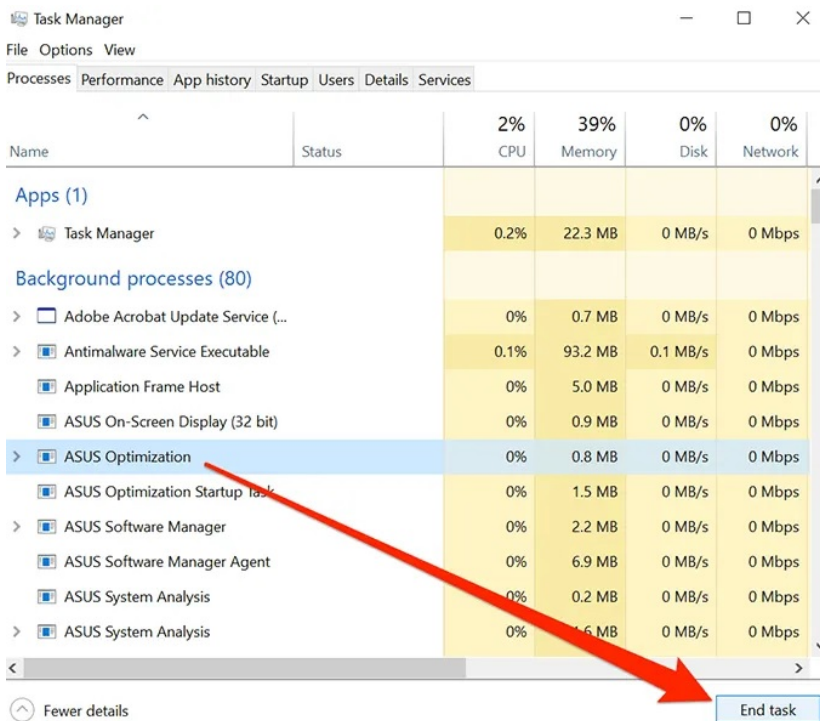 Task Manager
File Options View
Processes Performance App history Startup Users Details Services
2% 39% 0% 0%
Name Status CPU Memory Disk Network
Apps (1)
Task Manager 0.2% 22.3 MB 0 MB/s 0 Mbps
Background processes (80)
Adobe Acrobat Update Service (... 0% 0.7 MB 0 MB/s 0 Mbps
Antimalware Service Executable 0.1% 93.2 MB 0.1 MB/s 0 Mbps
Application Frame Host 0% 5.0 MB 0 MB/s 0 Mbps
ASUS On-Screen Display (32 bit) 0% 0.9 MB 0 MB/s 0 Mbps
ASUS Optimization 0% 0.8 MB 0 MB/s 0 Mbps
ASUS Optimization Startup Task 0% 1.5 MB 0 MB/s 0 Mbps
ASUS Software Manager 0% 2.2 MB 0 MB/s 0 Mbps
ASUS Software Manager Agent 0% 6.9 MB 0 MB/s 0 Mbps
ASUS System Analysis 0% 0.2 MB 0 MB/s 0 Mbps
ASUS System Analysis 0% MB 0 MB/s 0 Mbps
Fewer details End task